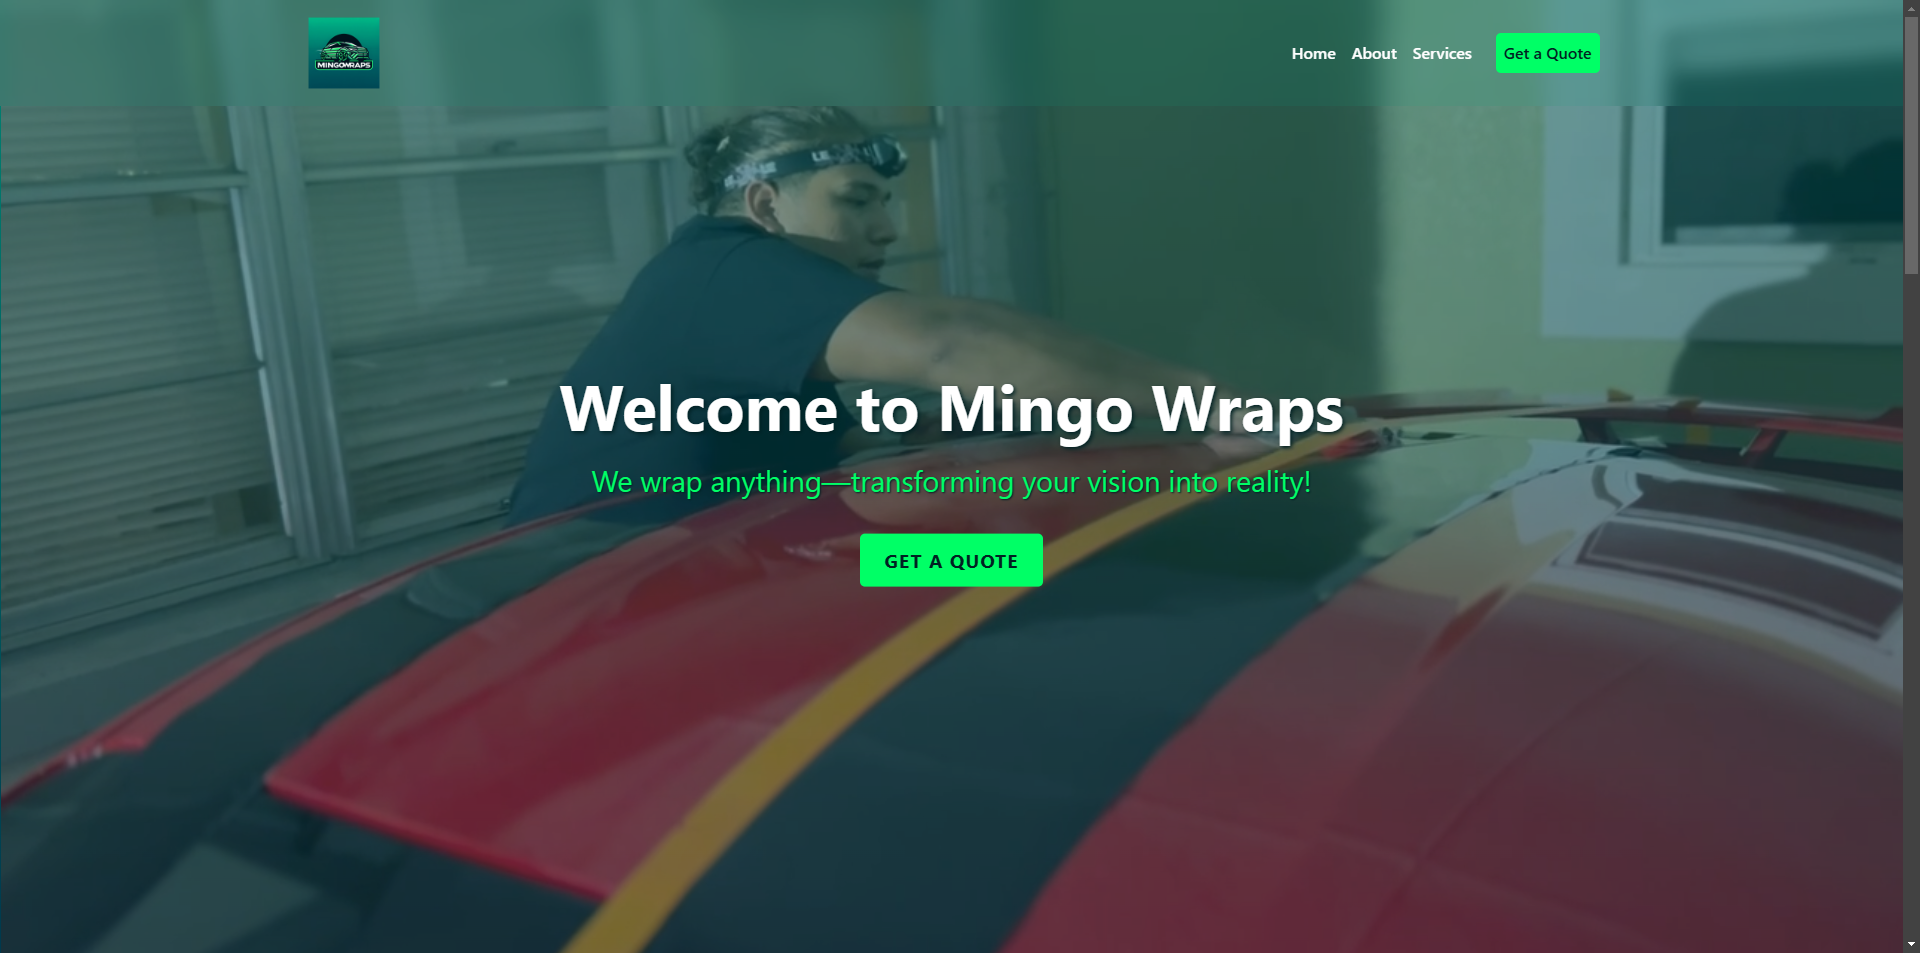 MINGOWRAPS
Home About Services Get a Quote
Welcome to Mingo Wraps
We wrap anything—transforming your vision into reality!
GET A QUOTE